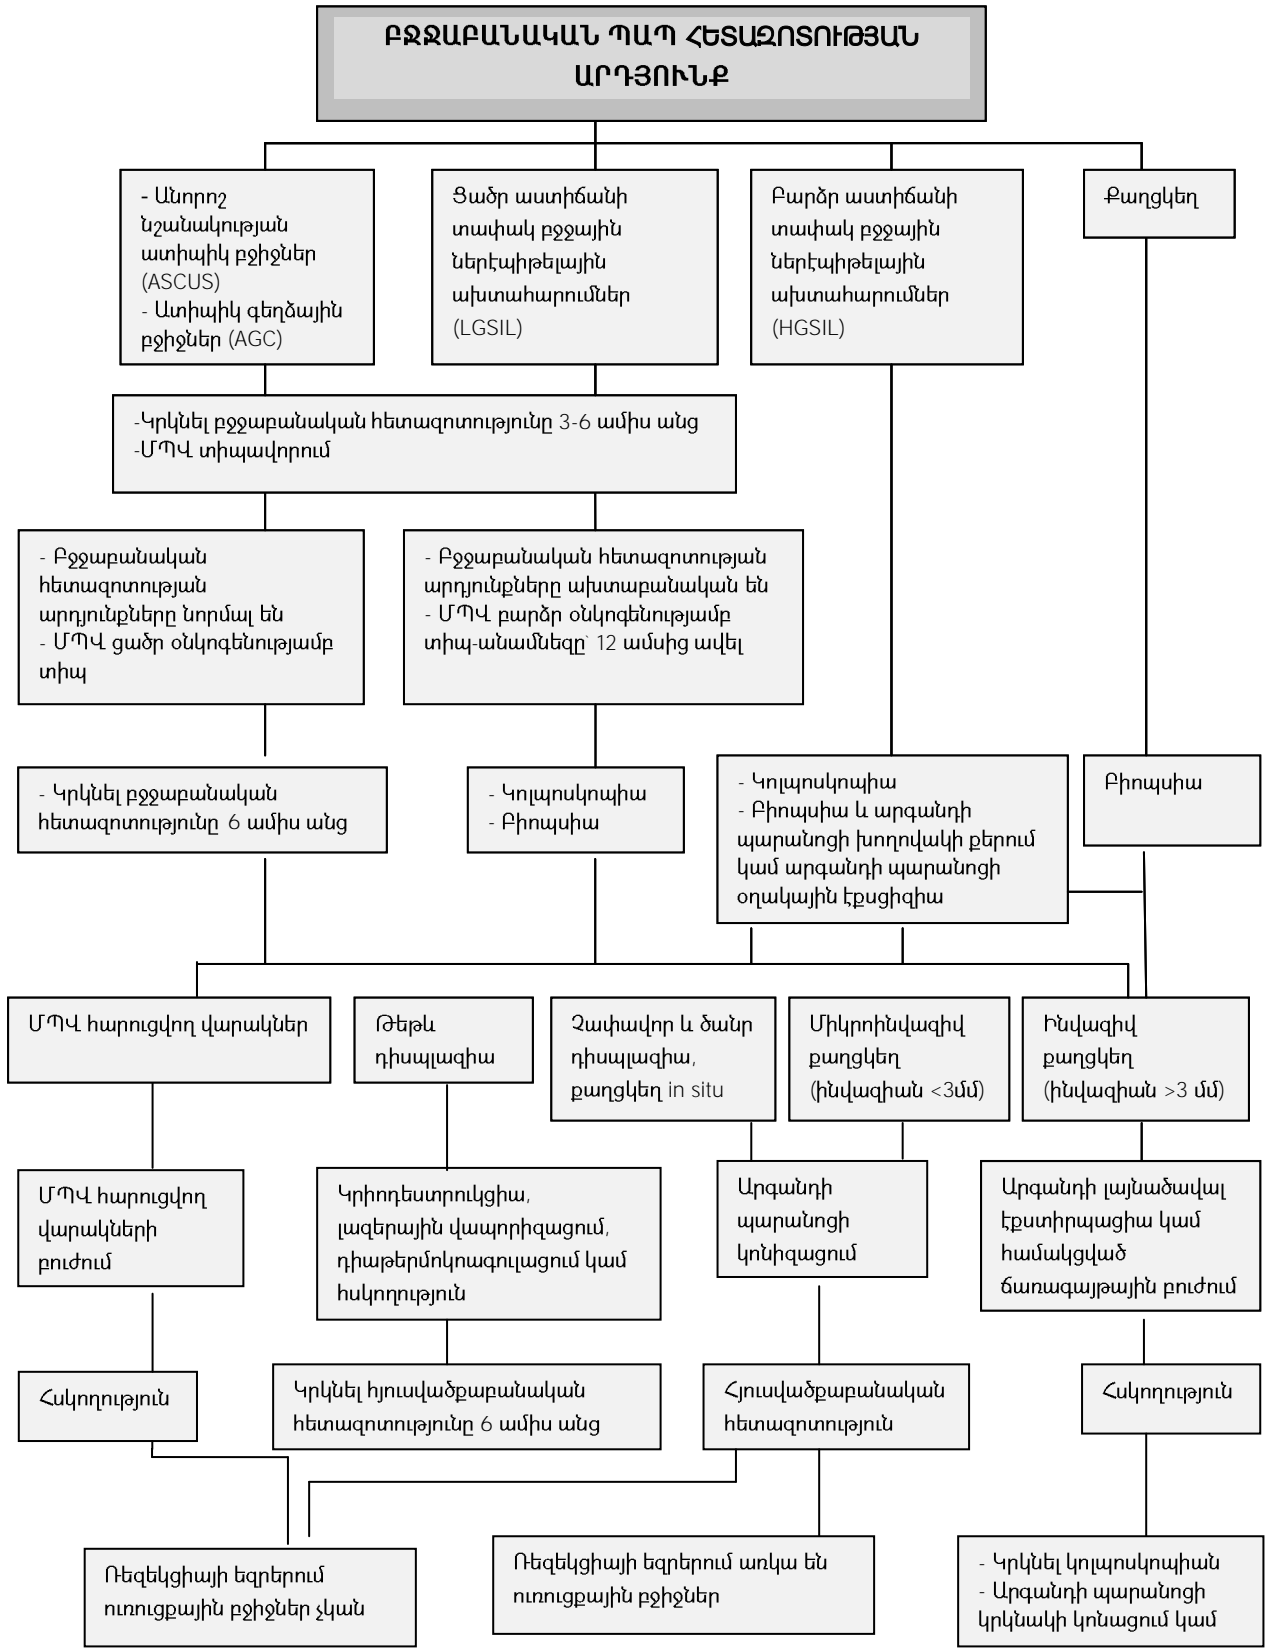 ԲՋՋԱԲԱՆԱԿԱՆ ՊԱՊ ՀԵՏԱԶՈՏՈՒԹՅԱՆ
ԱՐԴՅՈՒՆՔ
- Անորոշ
նշանակության
ատիպիկ բջիջներ
(ASCUS)
- Ատիպիկ գեղձային
բջիջներ (AGC)
Ցածր աստիճանի
տափակ բջջային
ներէպիթելային
ախտահարումներ
(LGSIL)
Բարձր աստիճանի
տափակ բջջային
ներէպիթելային
ախտահարումներ
(HGSIL)
Քաղցկեղ
-Կրկնել բջջաբանական հետազոտությունը 3-6 ամիս անց
-ՄՊՎ տիպավորում
- Բջջաբանական
հետազոտության
արդյունքները նորմալ են
- ՄՊՎ ցածր օնկոգենությամբ
տիպ
- Բջջաբանական հետազոտության
արդյունքները ախտաբանական են
- ՄՊՎ բարձր օնկոգենությամբ
տիպ-անամնեզը՝ 12 ամսից ավել
- Կրկնել բջջաբանական
հետազոտությունը 6 ամիս անց
- Կոլպոսկոպիա
- Բիոպսիա
- Կոլպոսկոպիա
- Բիոպսիա և արգանդի
պարանոցի խողովակի քերում
կամ արգանդի պարանոցի
օղակային էքսցիզիա
Բիոպսիա
ՄՊՎ հարուցվող վարակներ
Թեթև
դիսպլազիա
Չափավոր և ծանր
դիսպլազիա,
քաղցկեղ in situ
Միկրոինվազիվ
քաղցկեղ
(ինվազիան <3մմ)
Ինվազիվ
քաղցկեղ
(ինվազիան >3 մմ)
ՄՊՎ հարուցվող
վարակների
բուժում
Կրիոդեստրուկցիա,
լազերային վապորիզացում,
դիաթերմոկոագուլացում կամ
հսկողություն
Արգանդի
պարանոցի
կոնիզացում
Արգանդի լայնածավալ
էքստիրպացիա կամ
համակցված
ճառագայթային բուժում
Հսկողություն
Կրկնել հյուսվածքաբանական
հետազոտությունը 6 ամիս անց
Հյուսվածքաբանական
հետազոտություն
Հսկողություն
Ռեզեկցիայի եզրերում
ուռուցքային բջիջներ չկան
Ռեզեկցիայի եզրերում առկա են
ուռուցքային բջիջներ
- Կրկնել կոլպոսկոպիան
- Արգանդի պարանոցի
կրկնակի կոնացում կամ